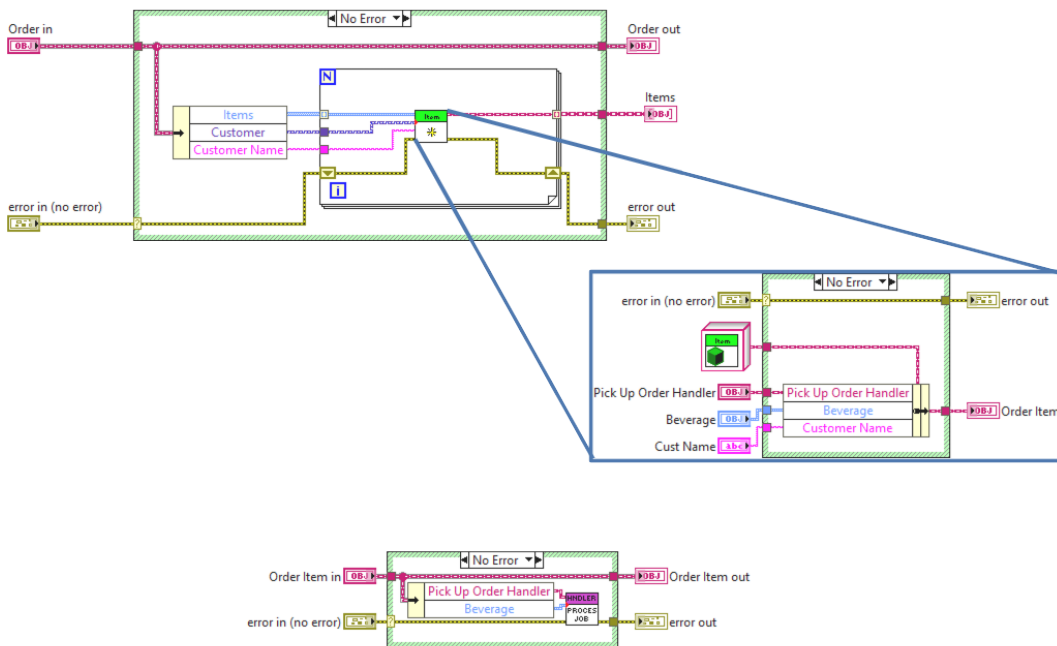 No Error
Order in
OBJ
Order out
OBJ
N
Items
Item
Items
OBJ
Customer
Customer Name
i
error in (no error)
?
error out
No Error
error in (no error)
?
error out
Item
Pick Up Order Handler
OBJ
Pick Up Order Handler
Beverage
OBJ
Beverage
OBJ
Order Item
Cust Name
Abc
Customer Name
No Error
Order Item in
OBJ
OBJ
Order Item out
Pick Up Order Handler
HNDLER
Beverage
PROCES
JOB
error in (no error)
?
error out